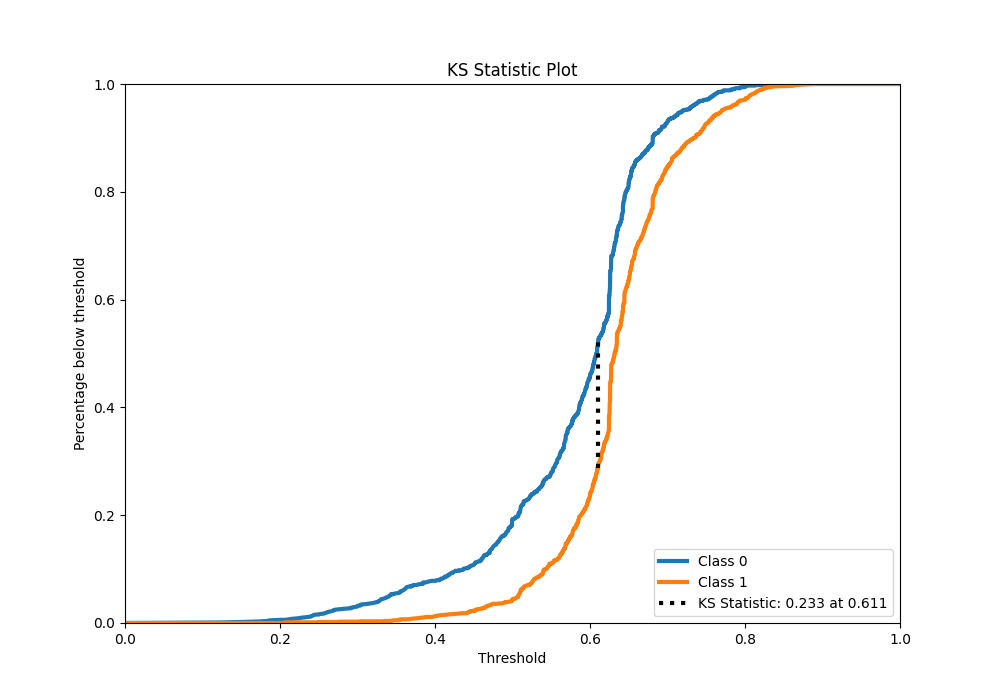 KS Statistic Plot
1.0
0.8
0.6
0.4
0.2
0.0
Percentage below threshold
0.0 0.2 0.4 0.6 0.8 1.0
Threshold
Class 0
Class 1
KS Statistic: 0.233 at 0.611